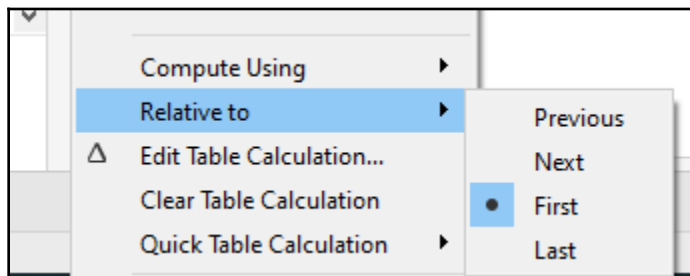 Compute Using
Relative to
Edit Table Calculation...
Clear Table Calculation
Quick Table Calculation
Previous
Next
First
Last